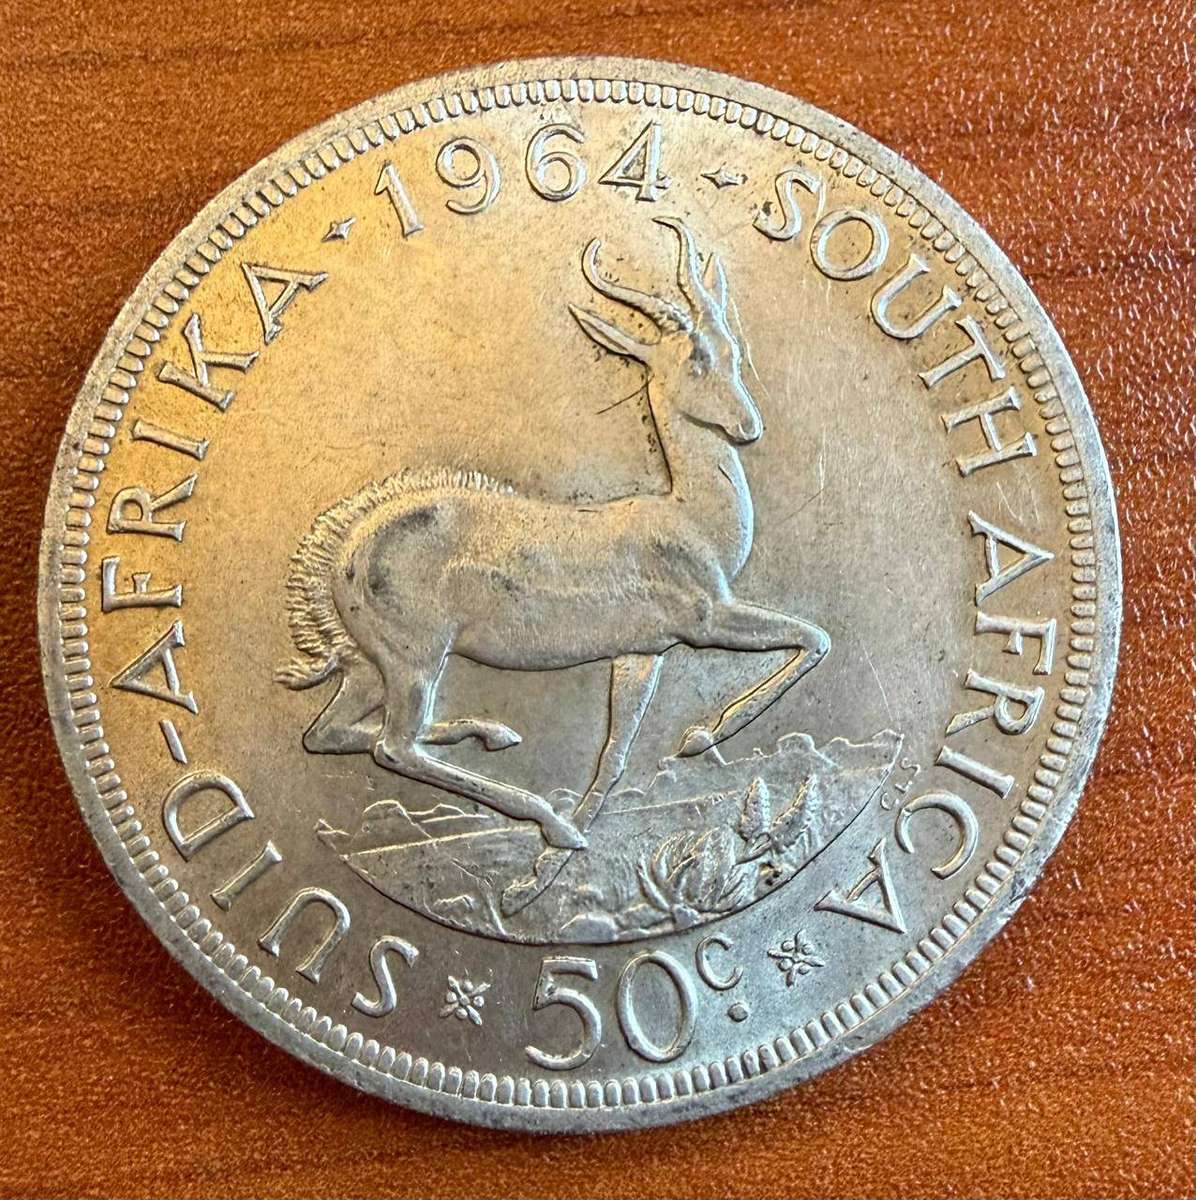 SUID-AFRIKA · 1964 · SOUTH AFRICA
50c